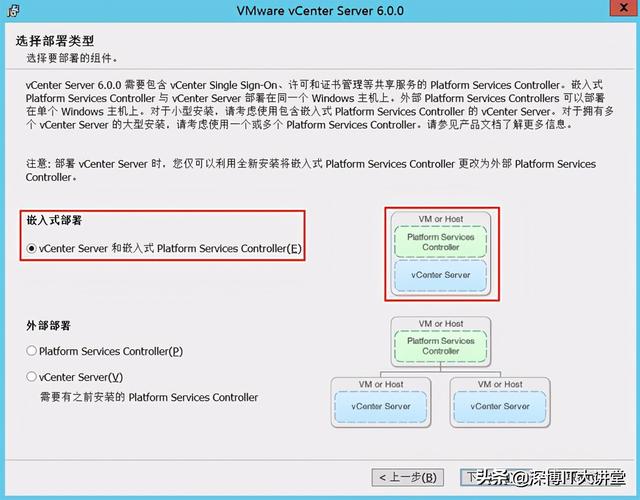 VMware vCenter Server 6.0.0
选择部署类型
选择要部署的组件。
vCenter Server 6.0.0 需要包含 vCenter Single Sign-On、许可和证书管理等共享服务的 Platform Services Controller。嵌入式
Platform Services Controller 与 vCenter Server 部署在同一个 Windows 主机上。外部 Platform Services Controllers 可以部署
在单个 Windows 主机上。对于小型安装，请考虑使用包含嵌入式 Platform Services Controller 的 vCenter Server。对于拥有多
个 vCenter Server 的大型安装，请考虑使用一个或多个 Platform Services Controller。请参见产品文档了解更多信息。
注意: 部署 vCenter Server 时，您仅可以利用全新安装将嵌入式 Platform Services Controller 更改为外部 Platform Services
Controller。
嵌入式部署
vCenter Server 和嵌入式 Platform Services Controller(E)
VM or Host
Platform Services
Controller
vCenter Server
外部部署
Platform Services Controller(P)
vCenter Server(V)
需要有之前安装的 Platform Services Controller
VM or Host
Platform Services
Controller
VM or Host
vCenter Server
VM or Host
vCenter Server
< 上一步(B)
下
头条@深博IT大讲堂